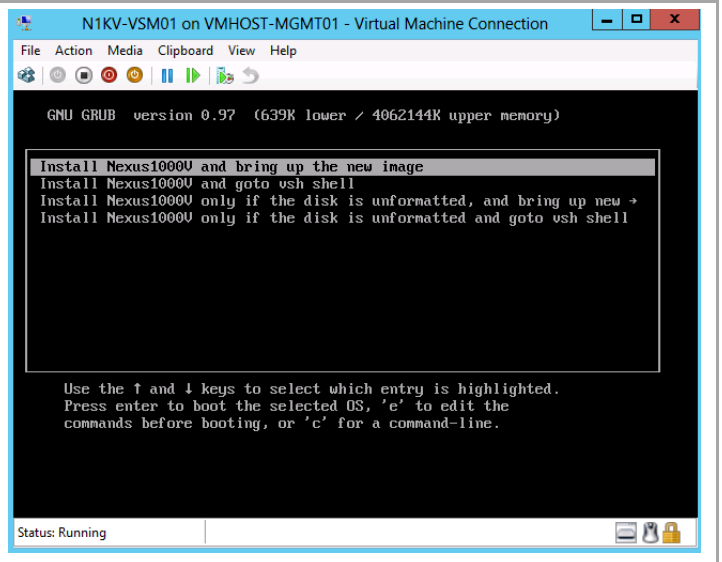 N1KV-VSM01 on VMHOST-MGMT01 - Virtual Machine Connection
File Action Media Clipboard View Help
GNU GRUB version 0.97 (639K lower / 4062144K upper memory)
Install Nexus1000V and bring up the new image
Install Nexus1000V and goto vsh shell
Install Nexus1000V only if the disk is unformatted, and bring up new →
Install Nexus1000V only if the disk is unformatted and goto vsh shell
Use the ↑ and ↓ keys to select which entry is highlighted.
Press enter to boot the selected OS, 'e' to edit the
commands before booting, or 'c' for a command-line.
Status: Running